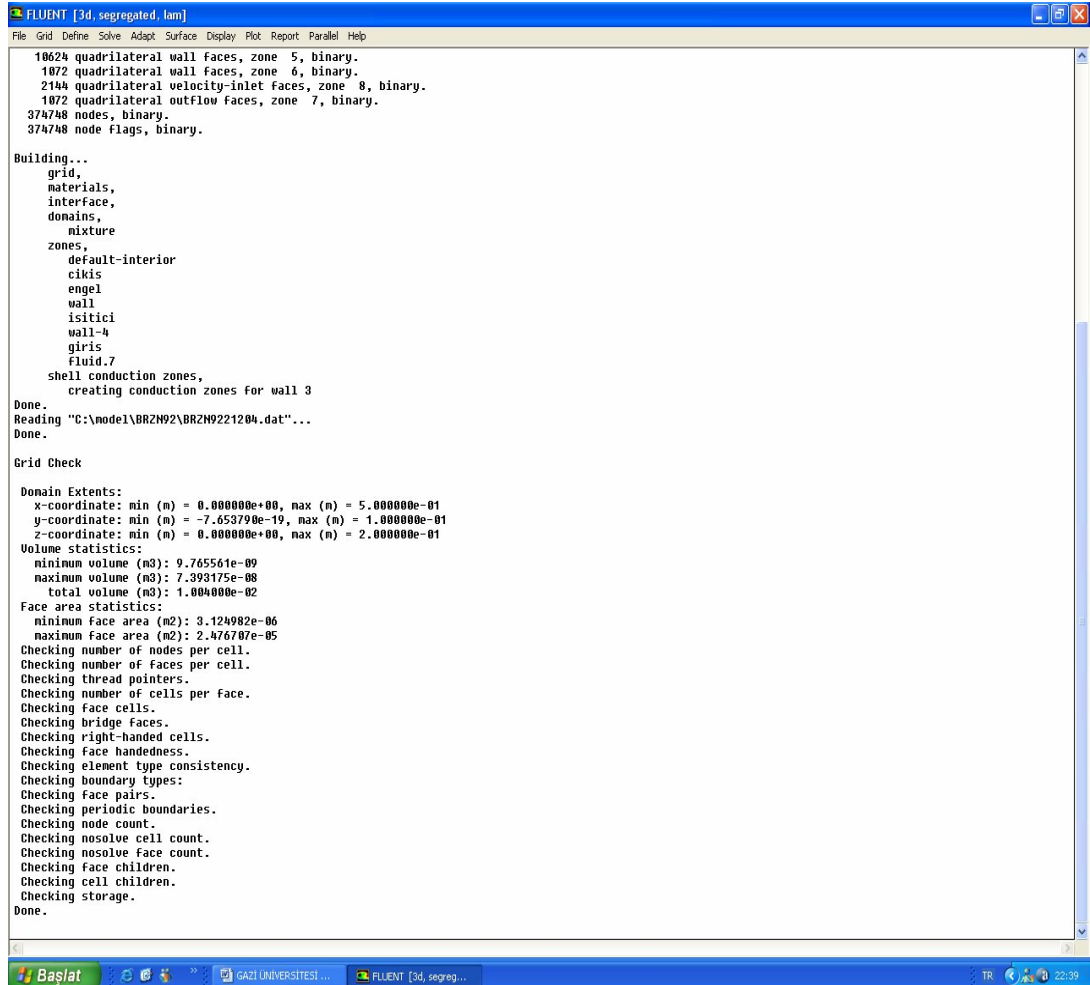 FLUENT [3d, segregated, lam]
File Grid Define Solve Adapt Surface Display Plot Report Parallel Help
10624 quadrilateral wall faces, zone 5, binary.
1072 quadrilateral wall faces, zone 6, binary.
2144 quadrilateral velocity-inlet faces, zone 8, binary.
1072 quadrilateral outflow faces, zone 7, binary.
374748 nodes, binary.
374748 node flags, binary.
Building...
grid,
materials,
interface,
domains,
mixture
zones,
default-interior
cikis
engel
wall
isitici
wall-4
giris
fluid.7
shell conduction zones,
creating conduction zones for wall 3
Done.
Reading "C:\model\BRZN92\BRZN9221204.dat"...
Done.
Grid Check
Domain Extents:
x-coordinate: min (m) = 0.000000e+00, max (m) = 5.000000e-01
y-coordinate: min (m) = -7.653790e-19, max (m) = 1.000000e-01
z-coordinate: min (m) = 0.000000e+00, max (m) = 2.000000e-01
Volume statistics:
minimum volume (m3): 9.765561e-09
maximum volume (m3): 7.393175e-08
total volume (m3): 1.004000e-02
Face area statistics:
minimum face area (m2): 3.124982e-06
maximum face area (m2): 2.476707e-05
Checking number of nodes per cell.
Checking number of faces per cell.
Checking thread pointers.
Checking number of cells per face.
Checking face cells.
Checking bridge faces.
Checking right-handed cells.
Checking face handedness.
Checking element type consistency.
Checking boundary types:
Checking face pairs.
Checking periodic boundaries.
Checking node count.
Checking nosolve cell count.
Checking nosolve face count.
Checking face children.
Checking cell children.
Checking storage.
Done.
Başlat » GAZİ ÜNİVERSİTESİ ... FLUENT [3d, segreg... TR 22:39